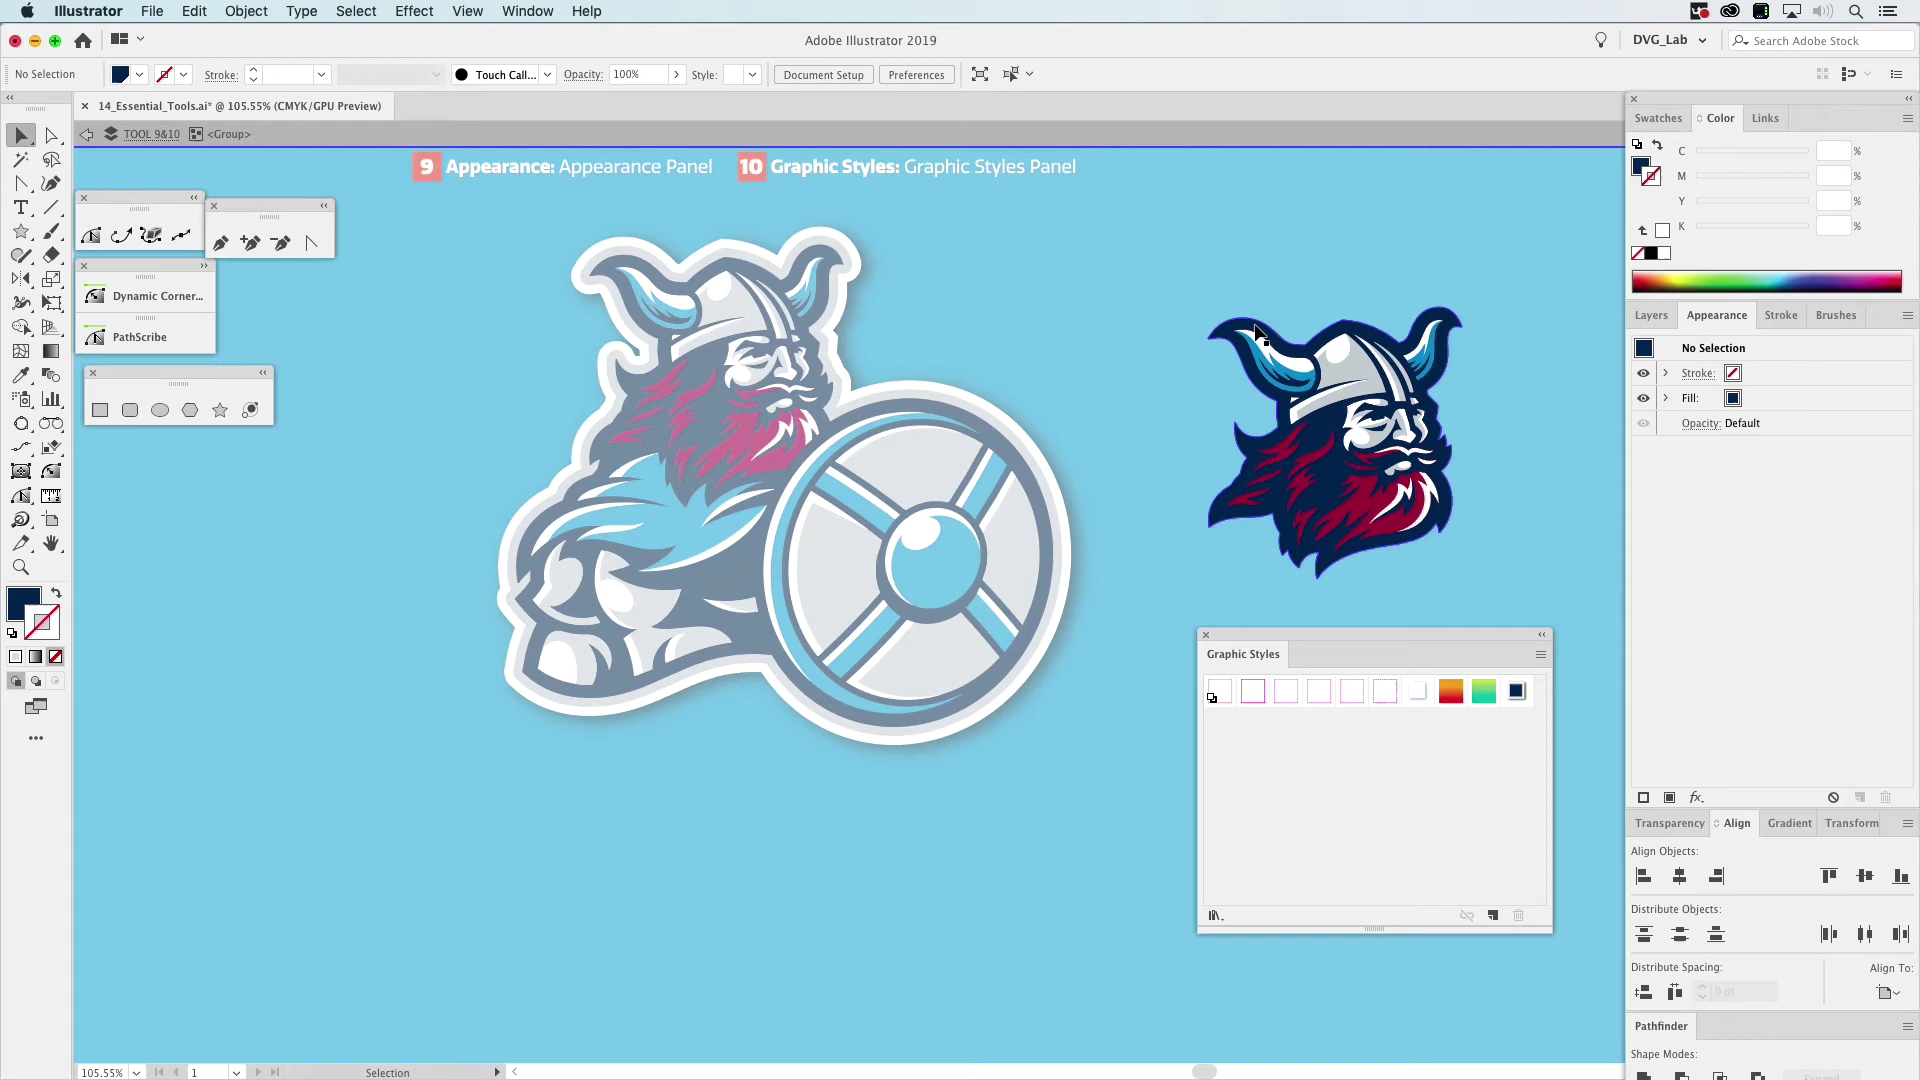 Illustrator File Edit Object Type Select Effect View Window Help
Adobe Illustrator 2019
DVG_Lab
Search Adobe Stock
No Selection
Stroke:
Touch Call...
Opacity:
100%
Style:
Document Setup
Preferences
14_Essential_Tools.ai* @ 105.55% (CMYK/GPU Preview)
TOOL 9&10
<Group>
9 Appearance: Appearance Panel
10 Graphic Styles: Graphic Styles Panel
Dynamic Corner...
PathScribe
Graphic Styles
Swatches
Color
Links
C %
M %
Y %
K %
Layers
Appearance
Stroke
Brushes
No Selection
Stroke:
Fill:
Opacity: Default
fx
Transparency
Align
Gradient
Transform
Align Objects:
Distribute Objects:
Distribute Spacing:
Align To:
0 pt
Pathfinder
Shape Modes:
Expand
105.55%
1
Selection